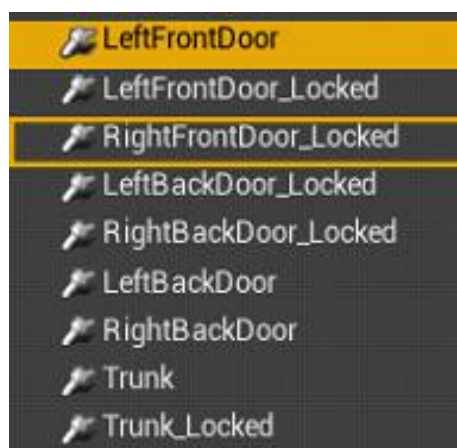 LeftFrontDoor
LeftFrontDoor_Locked
RightFrontDoor_Locked
LeftBackDoor_Locked
RightBackDoor_Locked
LeftBackDoor
RightBackDoor
Trunk
Trunk_Locked